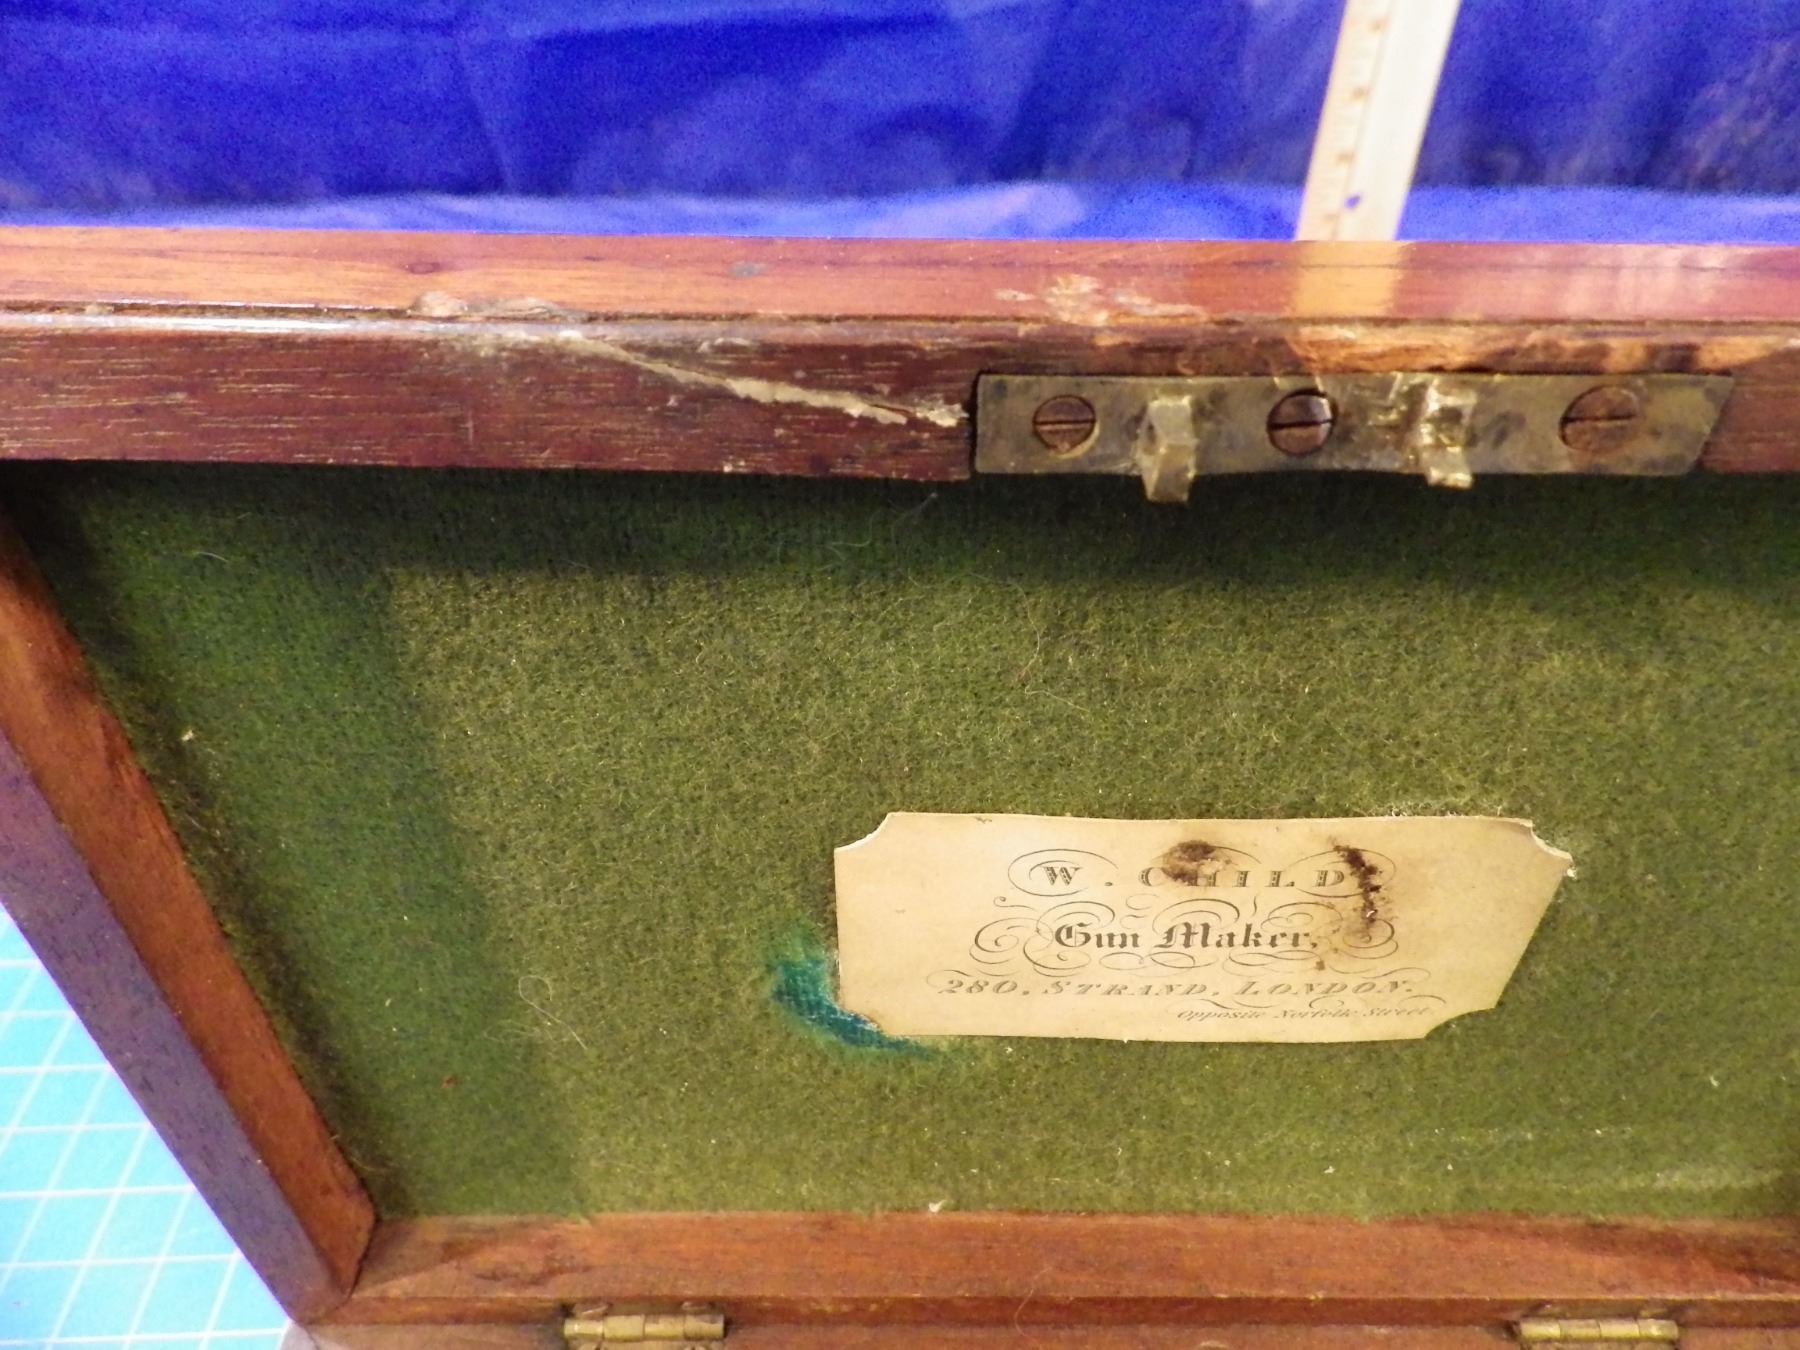 W. CHILD
Gun Maker,
280, STRAND, LONDON.
Opposite Norfolk Street